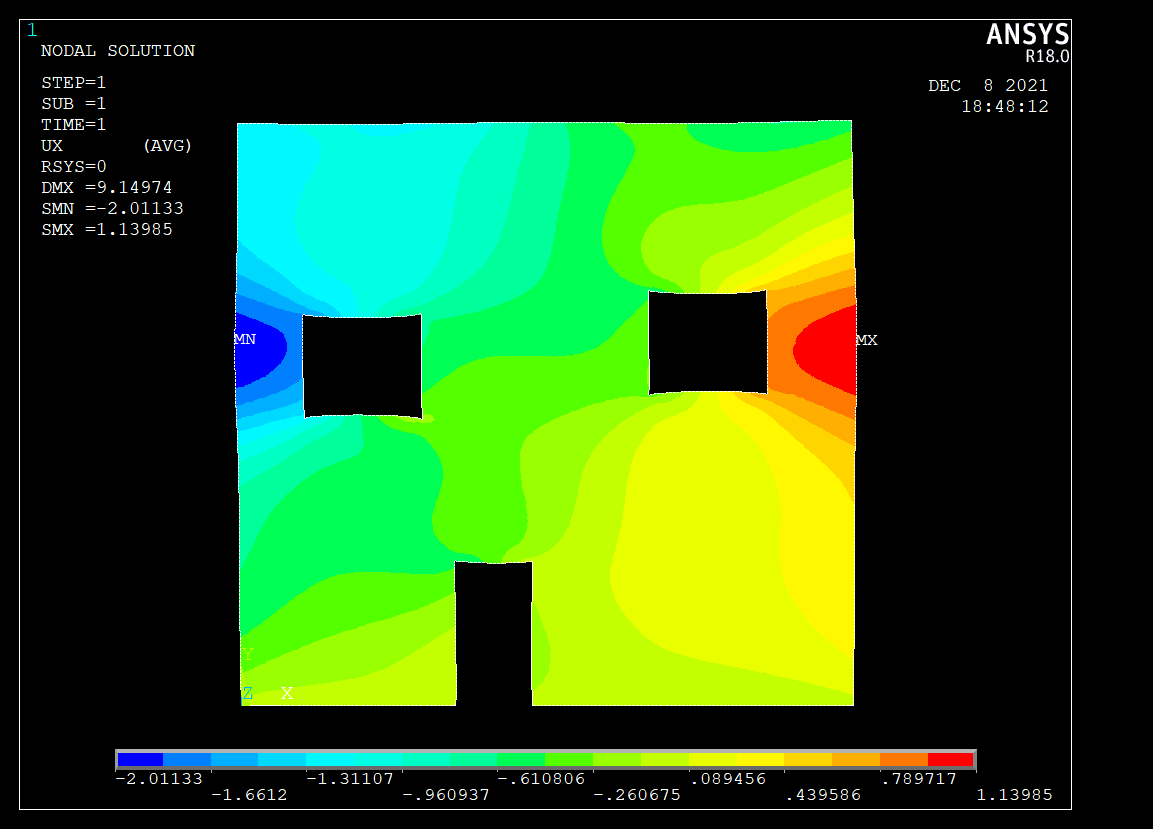 1
ANSYS
R18.0
NODAL SOLUTION
STEP=1
SUB =1
TIME=1
UX (AVG)
RSYS=0
DMX =9.14974
SMN =-2.01133
SMX =1.13985
DEC 8 2021
18:48:12
MN
MX
Y
Z X
-2.01133 -1.31107 -.610806 .089456 .789717
-1.6612 -.960937 -.260675 .439586 1.13985